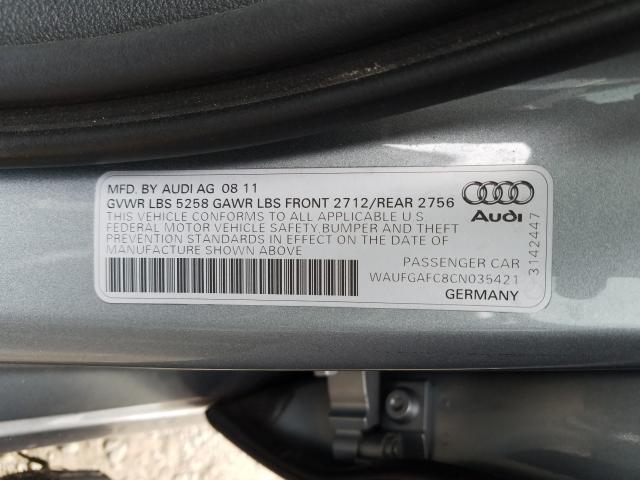 MFD. BY AUDI AG 08 11
GVWR LBS 5258 GAWR LBS FRONT 2712/REAR 2756
THIS VEHICLE CONFORMS TO ALL APPLICABLE U.S
FEDERAL MOTOR VEHICLE SAFETY,BUMPER AND THEFT
PREVENTION STANDARDS IN EFFECT ON THE DATE OF
MANUFACTURE SHOWN ABOVE
PASSENGER CAR
WAUFGAFC8CN035421
GERMANY
Audi
3142447